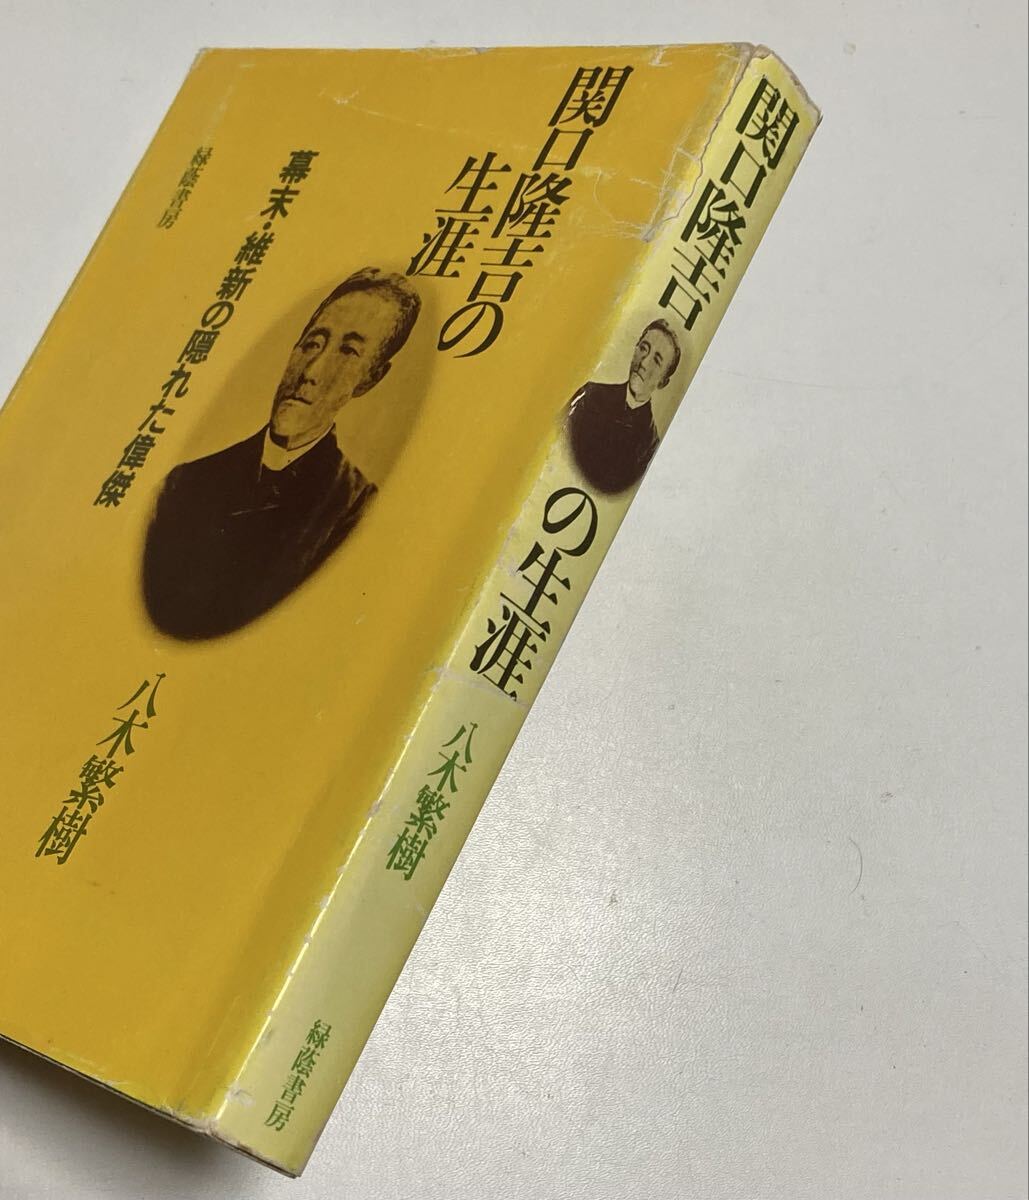 関口隆吉の
生涯
幕末・維新の隠れた偉傑
緑蔭書房
八木繁樹
関口隆吉
の生涯
八木繁樹
緑蔭書房